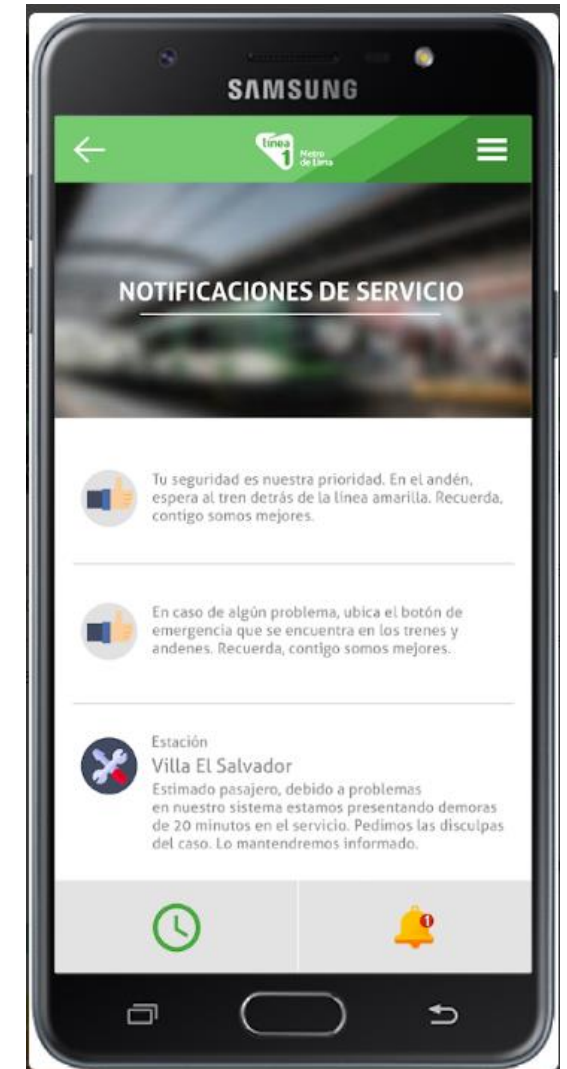 SAMSUNG
línea
1
Metro
de Lima
NOTIFICACIONES DE SERVICIO
Tu seguridad es nuestra prioridad. En el andén,
espera al tren detrás de la línea amarilla. Recuerda,
contigo somos mejores.
En caso de algún problema, ubica el botón de
emergencia que se encuentra en los trenes y
andenes. Recuerda, contigo somos mejores.
Estación
Villa El Salvador
Estimado pasajero, debido a problemas
en nuestro sistema estamos presentando demoras
de 20 minutos en el servicio. Pedimos las disculpas
del caso. Lo mantendremos informado.
1